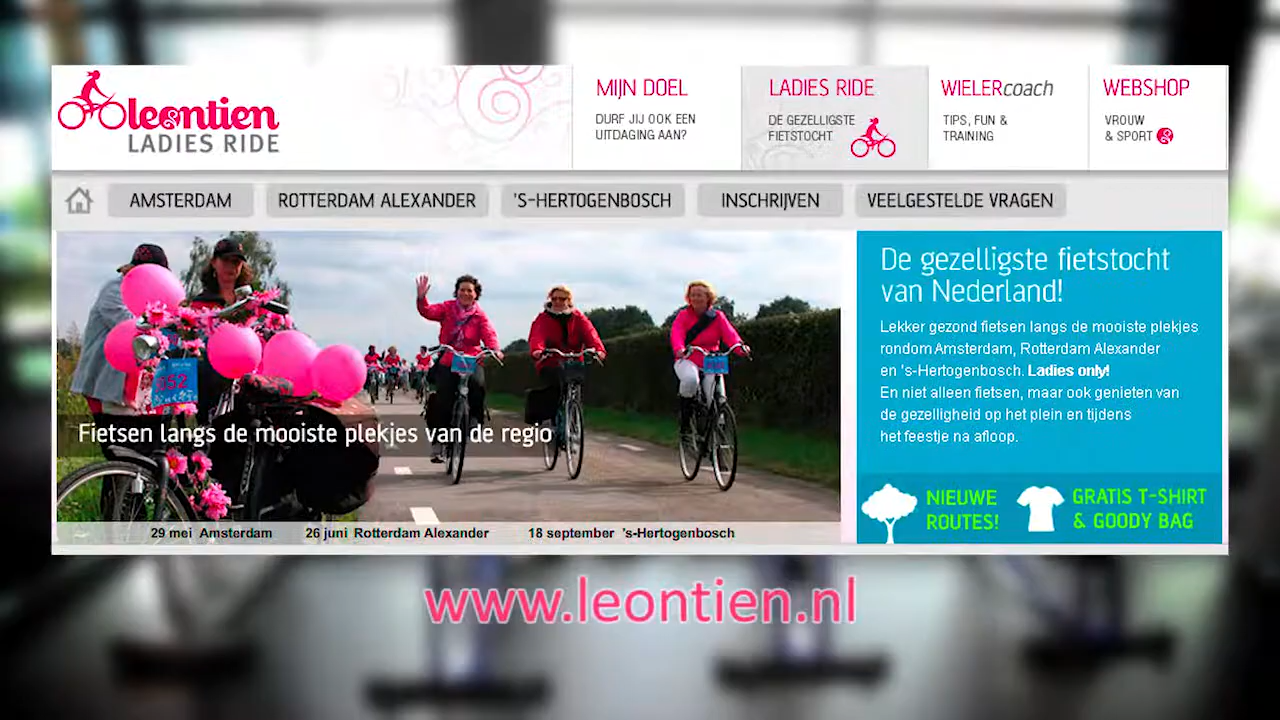 leontien
LADIES RIDE
MIJN DOEL
DURF JIJ OOK EEN
UITDAGING AAN?
LADIES RIDE
DE GEZELLIGSTE
FIETSTOCHT
WIELERcoach
TIPS, FUN &
TRAINING
WEBSHOP
VROUW
& SPORT
AMSTERDAM
ROTTERDAM ALEXANDER
'S-HERTOGENBOSCH
INSCHRIJVEN
VEELGESTELDE VRAGEN
052
Fietsen langs de mooiste plekjes van de regio
29 mei Amsterdam
26 juni Rotterdam Alexander
18 september 's-Hertogenbosch
De gezelligste fietstocht
van Nederland!
Lekker gezond fietsen langs de mooiste plekjes
rondom Amsterdam, Rotterdam Alexander
en 's-Hertogenbosch. Ladies only!
En niet alleen fietsen, maar ook genieten van
de gezelligheid op het plein en tijdens
het feestje na afloop.
NIEUWE
ROUTES!
GRATIS T-SHIRT
& GOODY BAG
www.leontien.nl